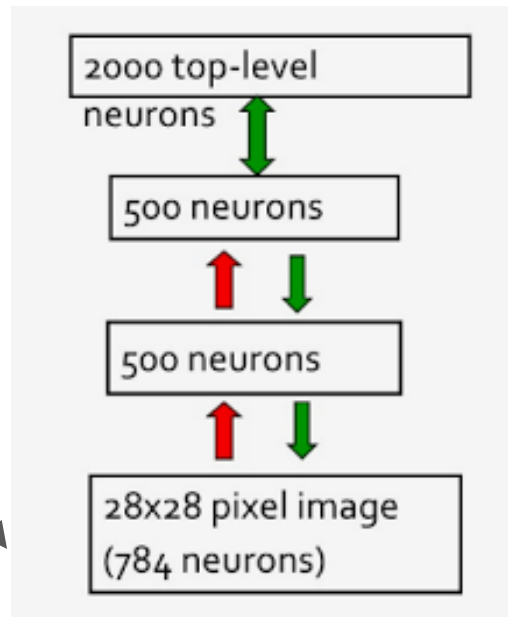 2000 top-level
neurons
500 neurons
500 neurons
28x28 pixel image
(784 neurons)